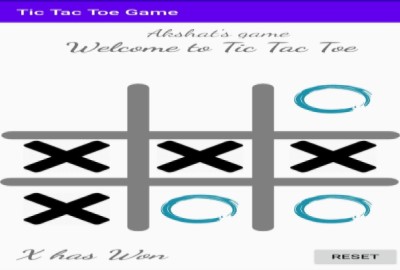 Tic Tac Toe Game
Akshat's game
Welcome to Tic Tac Toe
X has Won
RESET